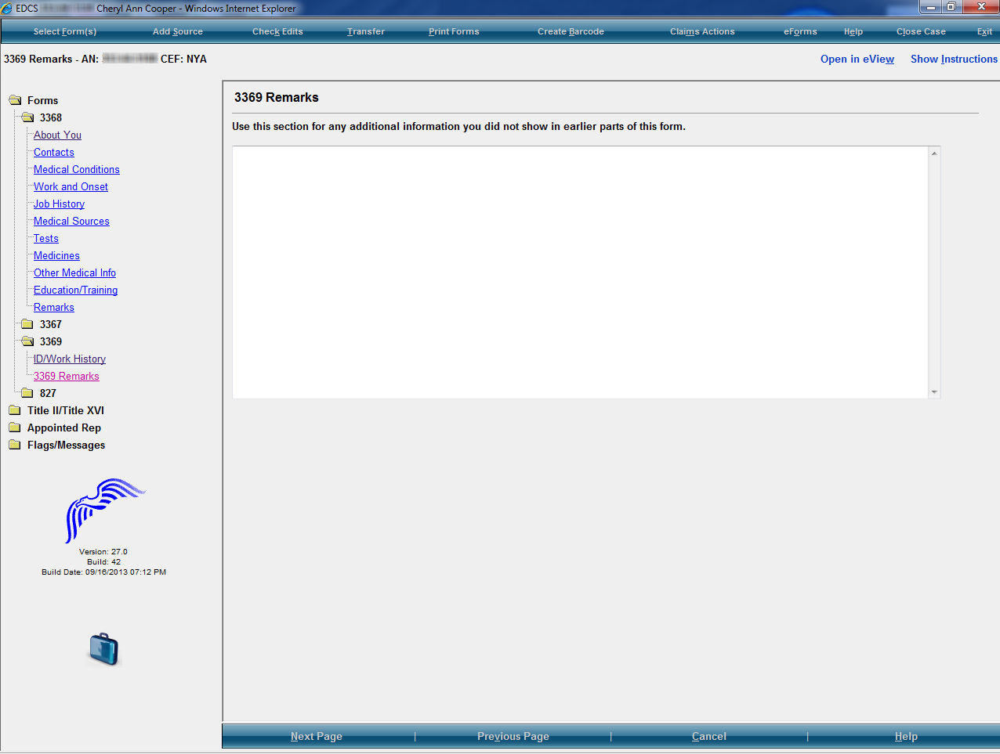 EDCS Cheryl Ann Cooper - Windows Internet Explorer
Select Form(s) Add Source Check Edits Transfer Print Forms Create Barcode Claims Actions eForms Help Close Case Exit
3369 Remarks - AN: CEF: NYA
Open in eView Show Instructions
Forms
3368
About You
Contacts
Medical Conditions
Work and Onset
Job History
Medical Sources
Tests
Medicines
Other Medical Info
Education/Training
Remarks
3367
3369
ID/Work History
3369 Remarks
827
Title II/Title XVI
Appointed Rep
Flags/Messages
Version: 27.0
Build: 42
Build Date: 09/16/2013 07:12 PM
3369 Remarks
Use this section for any additional information you did not show in earlier parts of this form.
Next Page | Previous Page | Cancel | Help